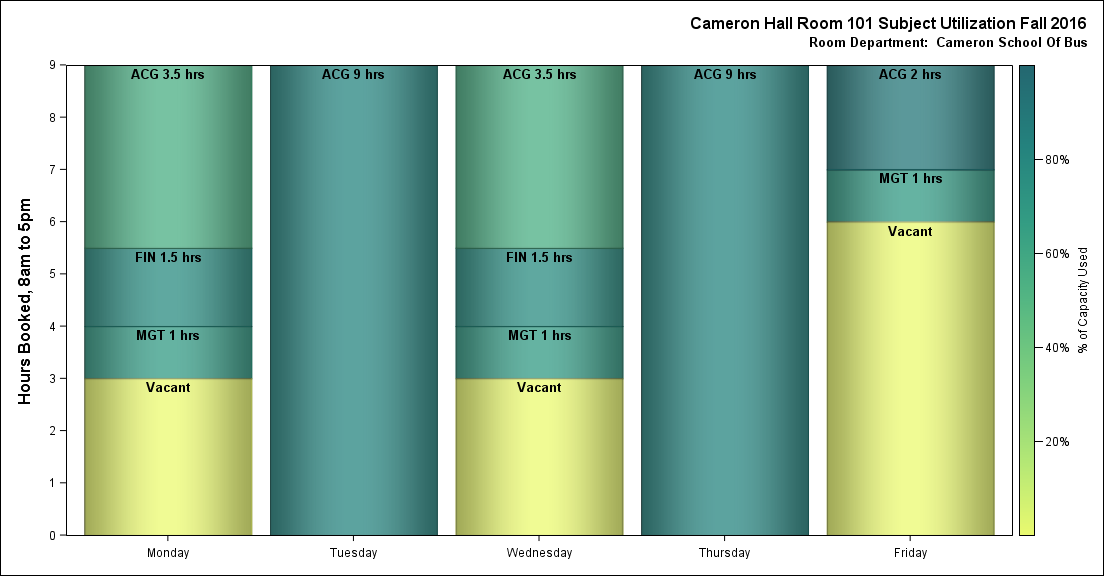 Cameron Hall Room 101 Subject Utilization Fall 2016
Room Department:  Cameron School Of Bus
Hours Booked, 8am to 5pm
9
8
7
6
5
4
3
2
1
0
ACG 3.5 hrs
FIN 1.5 hrs
MGT 1 hrs
Vacant
ACG 9 hrs
ACG 3.5 hrs
FIN 1.5 hrs
MGT 1 hrs
Vacant
ACG 9 hrs
ACG 2 hrs
MGT 1 hrs
Vacant
Monday
Tuesday
Wednesday
Thursday
Friday
80%
60%
40%
20%
% of Capacity Used